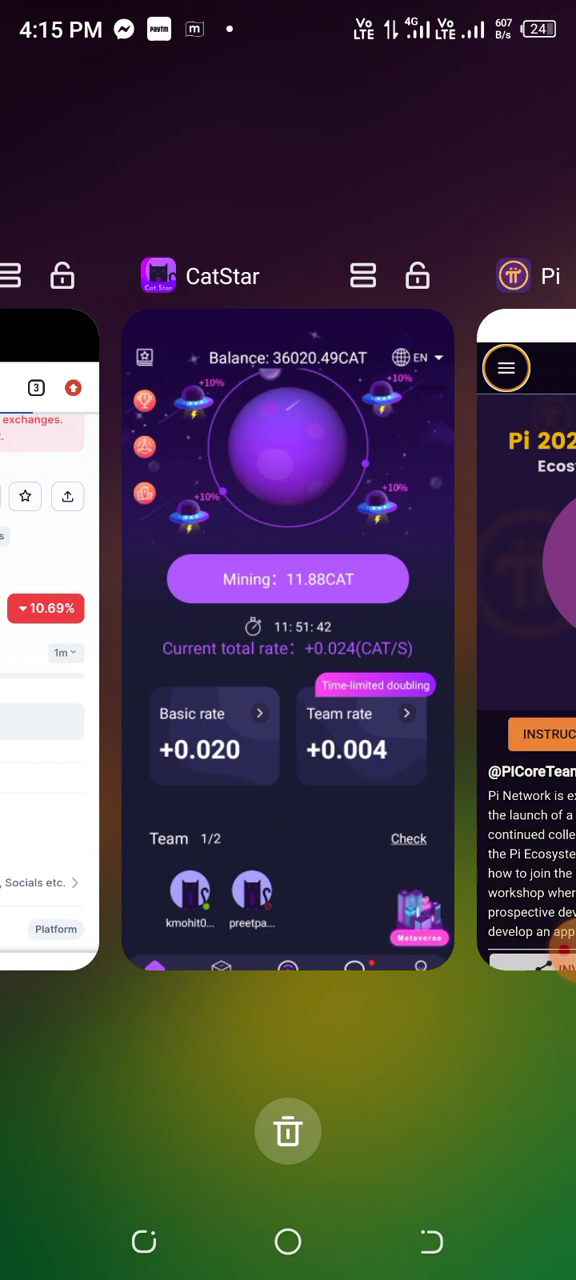 4:15 PM paytm m Vo LTE 4G Vo LTE 607 B/s 24
CatStar
Cat Star
Pi
3
exchanges.
Balance: 36020.49CAT EN
+10% +10%
+10% +10%
Pi 202
Ecos
s
10.69%
1m
Mining: 11.88CAT
11: 51: 42
Current total rate: +0.024(CAT/S)
Time-limited doubling
Basic rate
+0.020
Team rate
+0.004
Team 1/2 Check
kmohit0... preetpa...
Metaverse
, Socials etc.
Platform
INSTRUC
@PiCoreTean
Pi Network is ex
the launch of a
continued colle
the Pi Ecosyste
how to join the
workshop wher
prospective dev
develop an app